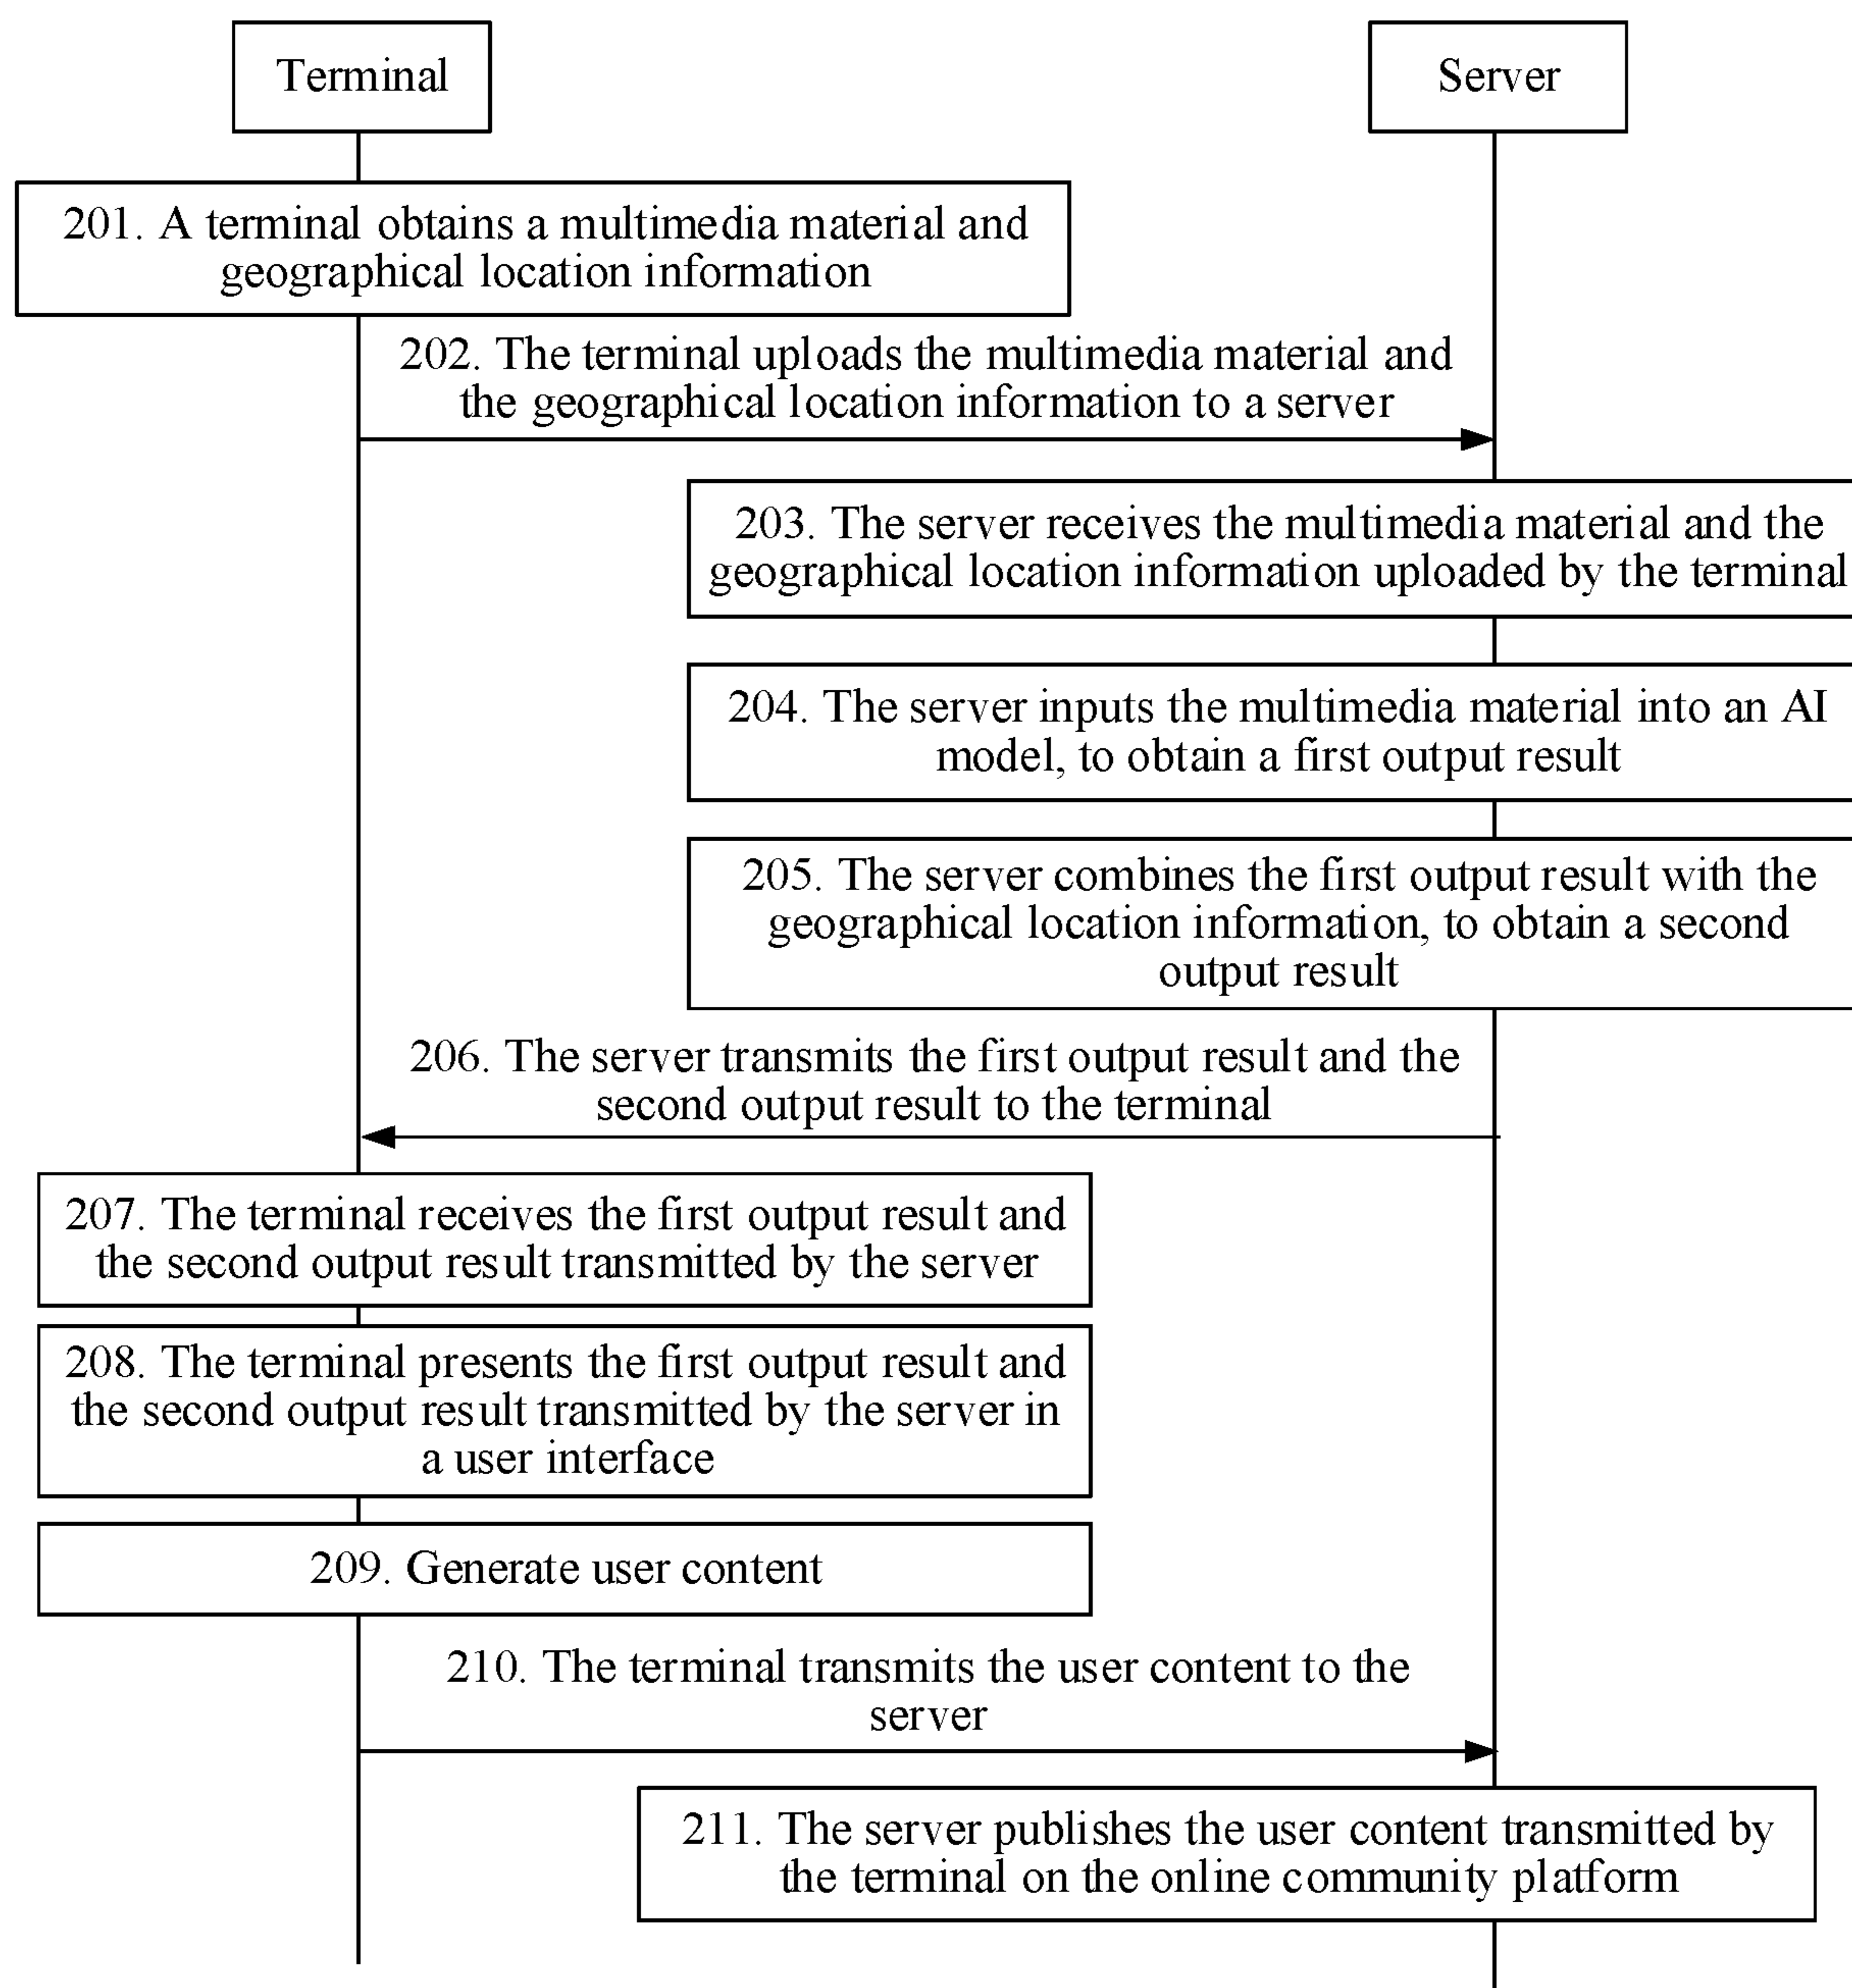 Terminal
Server
201. A terminal obtains a multimedia material and
geographical location information
202. The terminal uploads the multimedia material and
the geographical location information to a server
203. The server receives the multimedia material and the
geographical location information uploaded by the terminal
204. The server inputs the multimedia material into an AI
model, to obtain a first output result
205. The server combines the first output result with the
geographical location information, to obtain a second
output result
206. The server transmits the first output result and the
second output result to the terminal
207. The terminal receives the first output result and
the second output result transmitted by the server
208. The terminal presents the first output result and
the second output result transmitted by the server in
a user interface
209. Generate user content
210. The terminal transmits the user content to the
server
211. The server publishes the user content transmitted by
the terminal on the online community platform